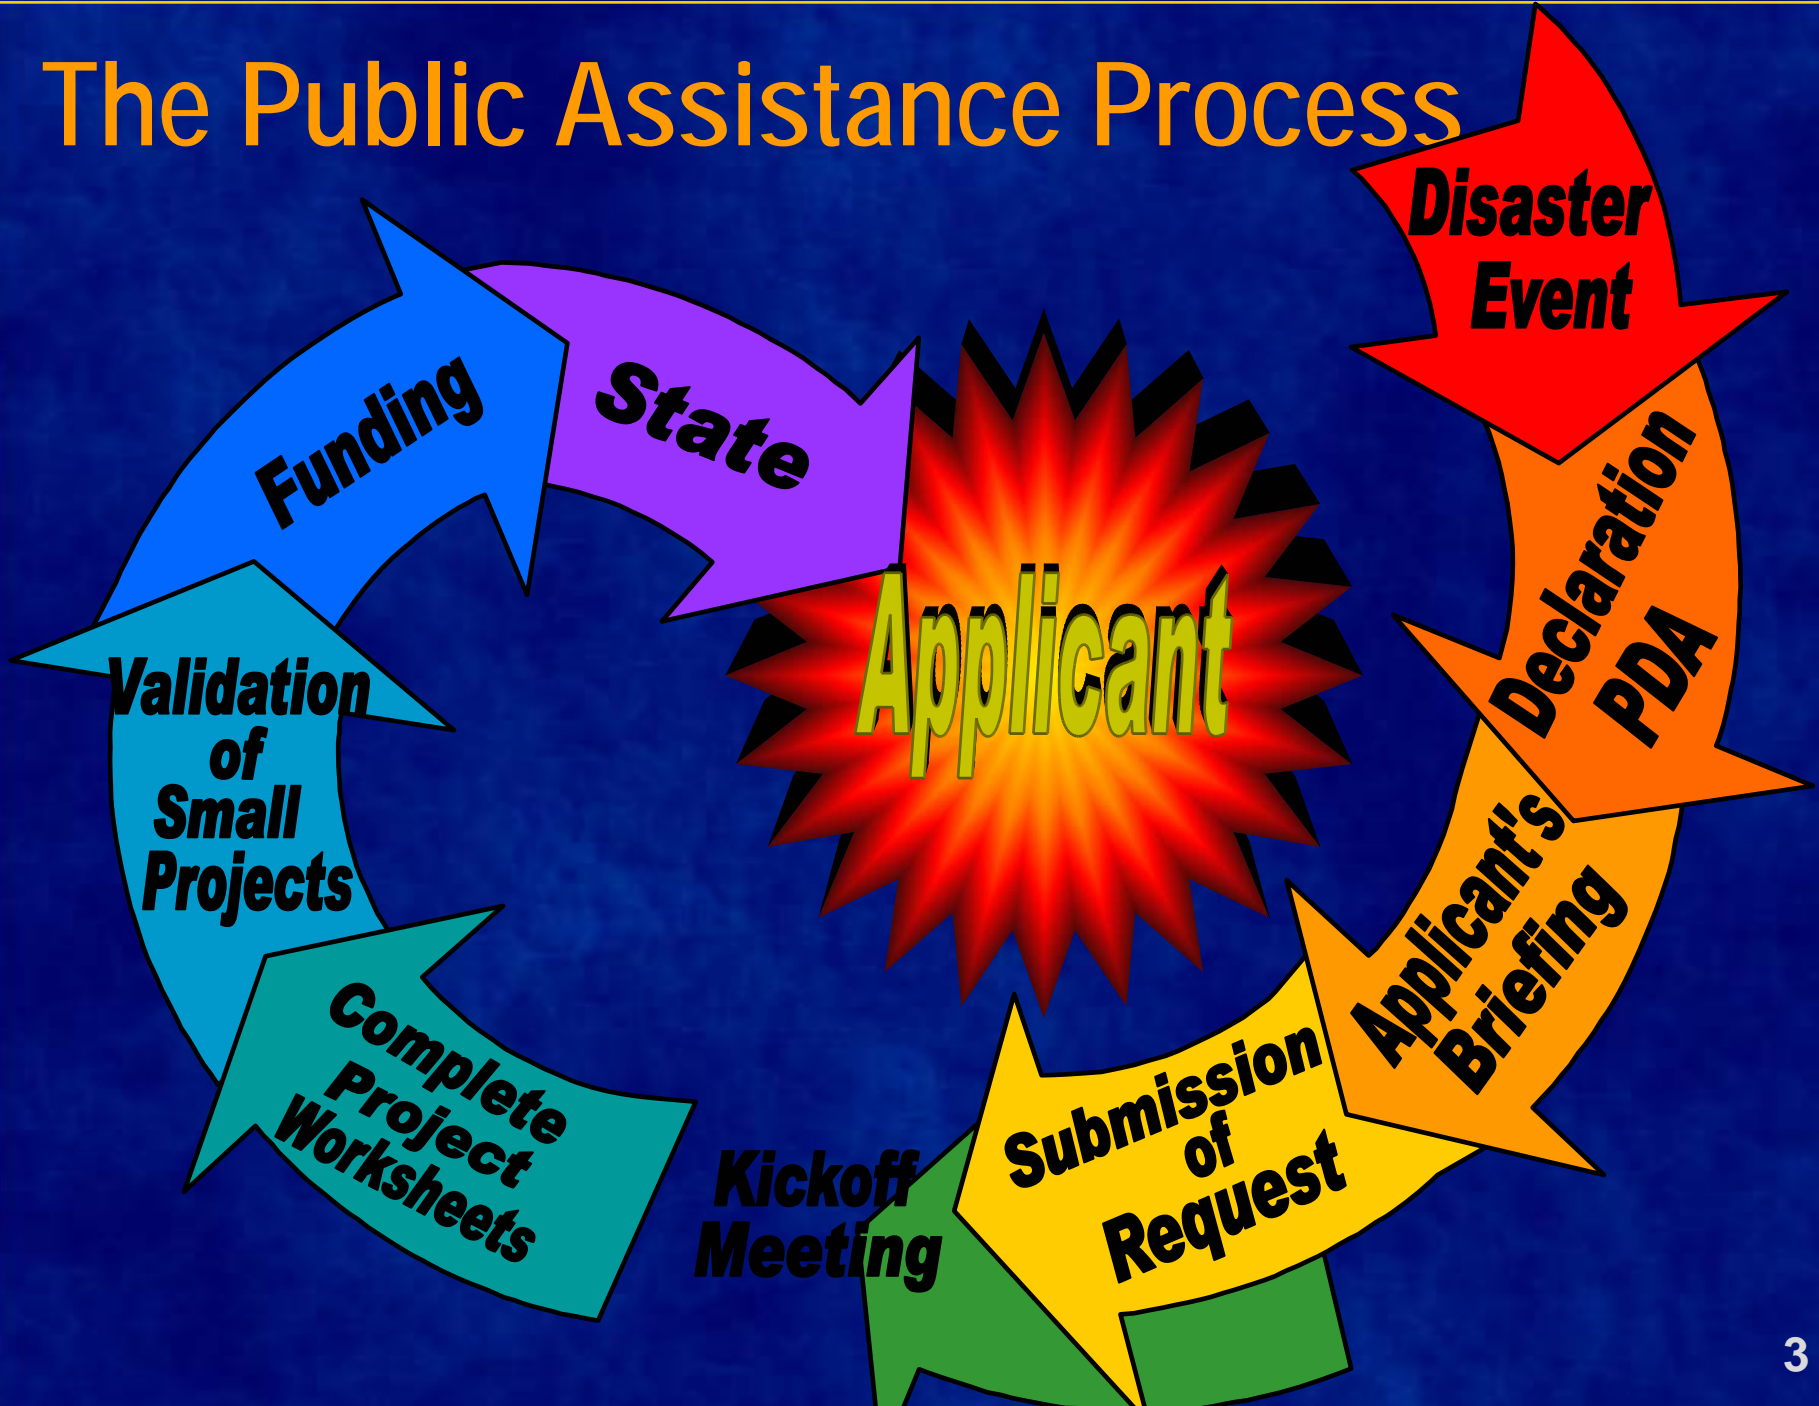 The Public Assistance Process
Disaster
Event
Declaration
PDA
Applicant's
Briefing
Submission
of
Request
Kickoff
Meeting
Complete
Project
Worksheets
Validation
of
Small
Projects
Funding
State
Applicant
3